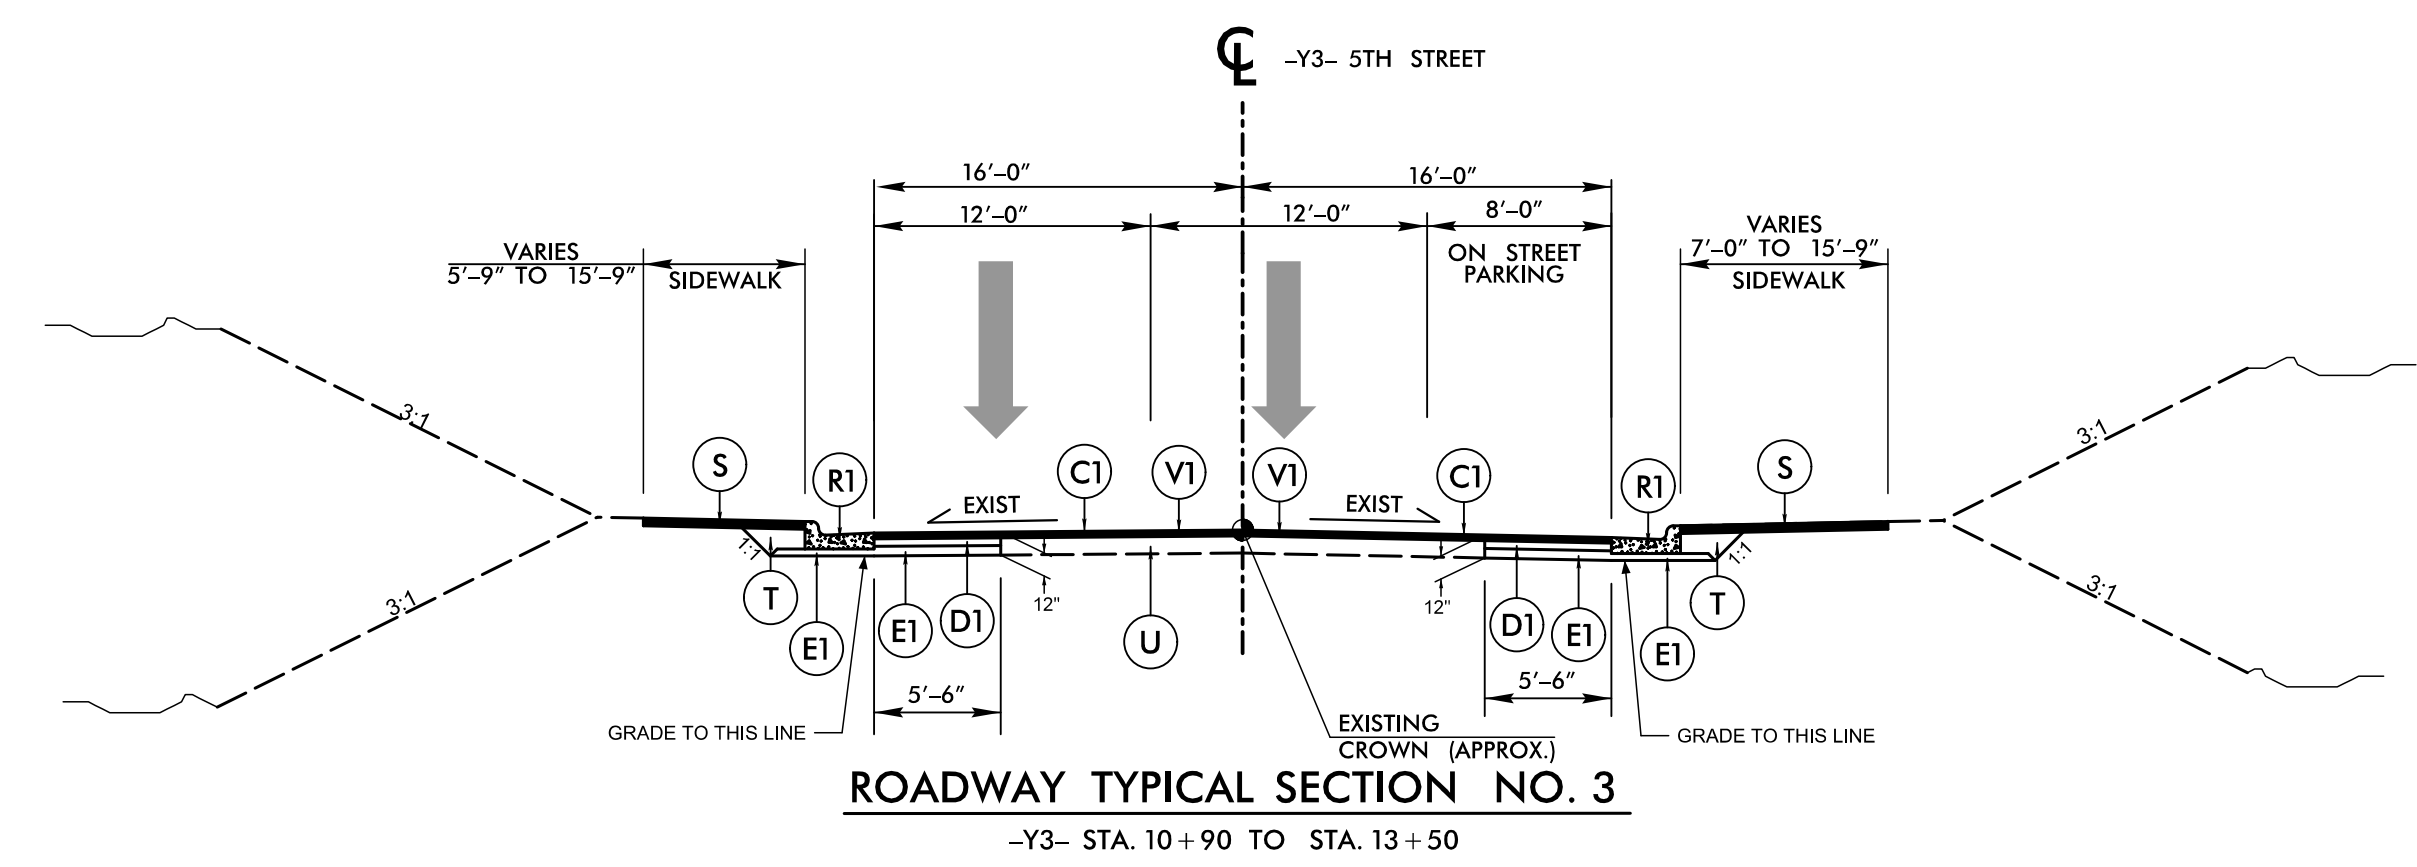 CL
–Y3– 5TH STREET
16'–0"
16'–0"
12'–0"
12'–0"
8'–0"
ON STREET
PARKING
VARIES
5'–9" TO 15'–9"
SIDEWALK
VARIES
7'–0" TO 15'–9"
SIDEWALK
3:1
3:1
S
R1
C1
V1
V1
C1
R1
S
EXIST
EXIST
1:1
1:1
3:1
3:1
T
E1
E1
D1
12"
U
12"
D1
E1
E1
T
5'–6"
5'–6"
GRADE TO THIS LINE
EXISTING
CROWN (APPROX.)
GRADE TO THIS LINE
ROADWAY TYPICAL SECTION NO. 3
–Y3– STA. 10+90 TO STA. 13+50